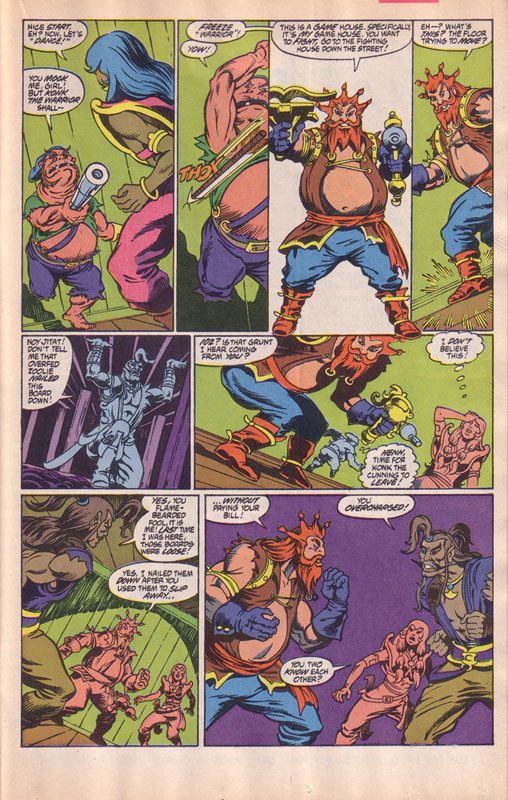 NICE START,
EH? NOW, LET'S
"DANCE!"
YOU MOCK
ME, GIRL!
BUT KONK
THE WARRIOR
SHALL--
FREEZE,
"WARRIOR"!
YOW!
THIS IS A GAME HOUSE. SPECIFICALLY,
IT'S MY GAME HOUSE. YOU WANT
TO FIGHT, GO TO THE FIGHTING
HOUSE DOWN THE STREET!
EH--? WHAT'S
THIS? THE FLOOR
TRYING TO MOVE?
NOY JITAT!
DON'T TELL
ME THAT
OVERFED
TOOLIE
NAILED
THIS
BOARD
DOWN!
IOZ? IS THAT GRUNT
I HEAR COMING
FROM YOU?
I DON'T
BELIEVE
THIS!
HEHH,
TIME FOR
KONK THE
CUNNING TO
LEAVE!
YES, YOU
FLAME-
BEARDED
FOOL, IT IS
ME! LAST TIME
I WAS HERE,
THOSE BOARDS
WERE LOOSE!
YES, I NAILED THEM
DOWN AFTER YOU
USED THEM TO SLIP
AWAY...
...WITHOUT
PAYING YOUR
BILL!
YOU
OVERCHARGED!
YOU TWO
KNOW EACH
OTHER?